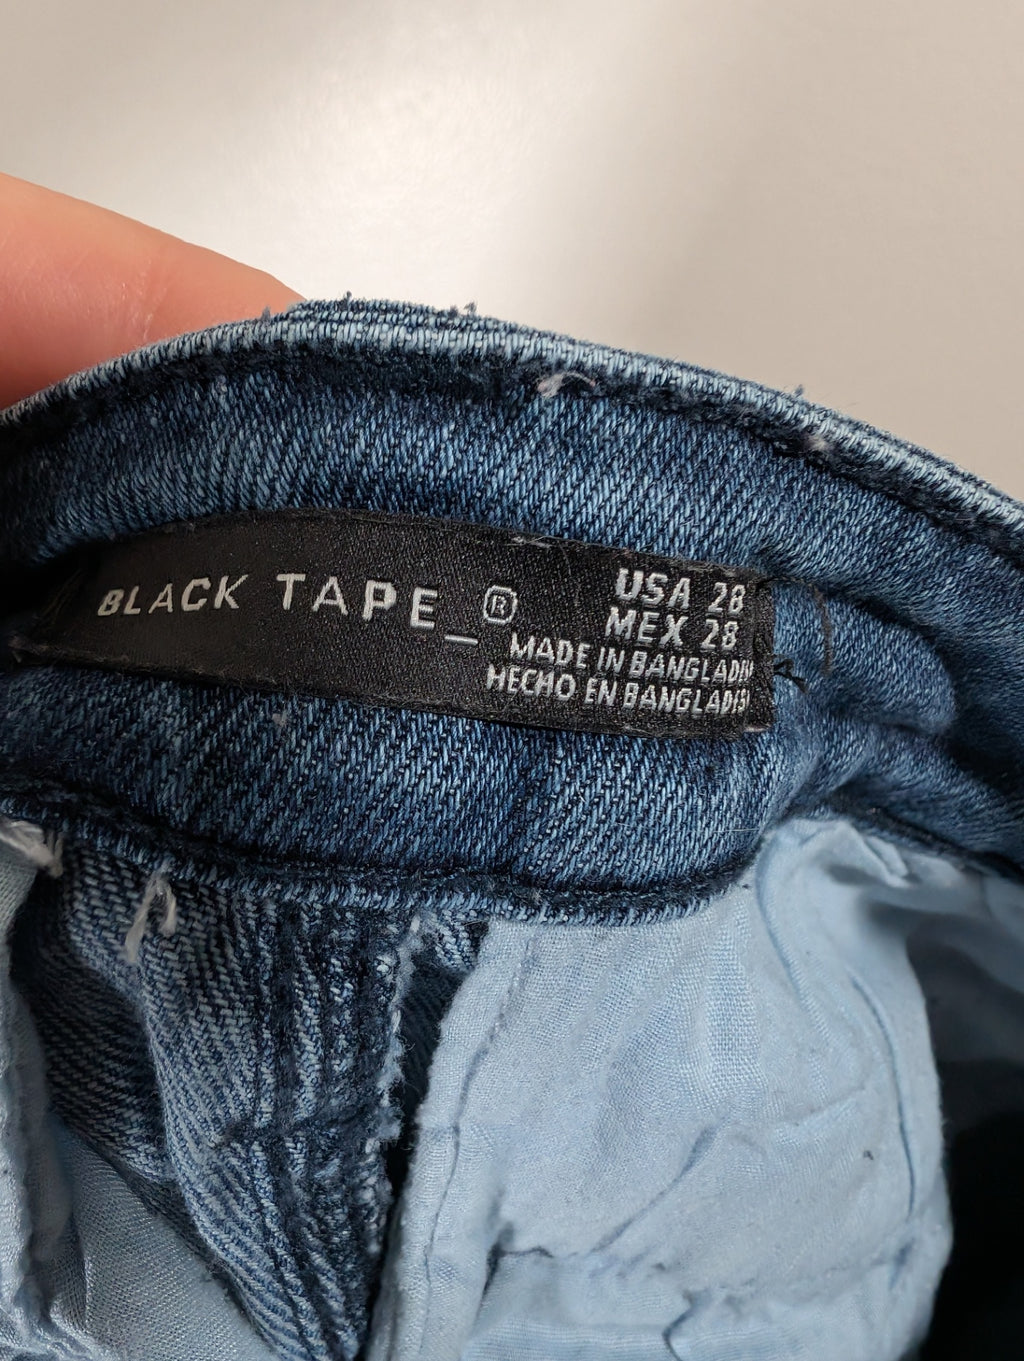 BLACK TAPE_®
USA 28
MEX 28
MADE IN BANGLADESH
HECHO EN BANGLADESH